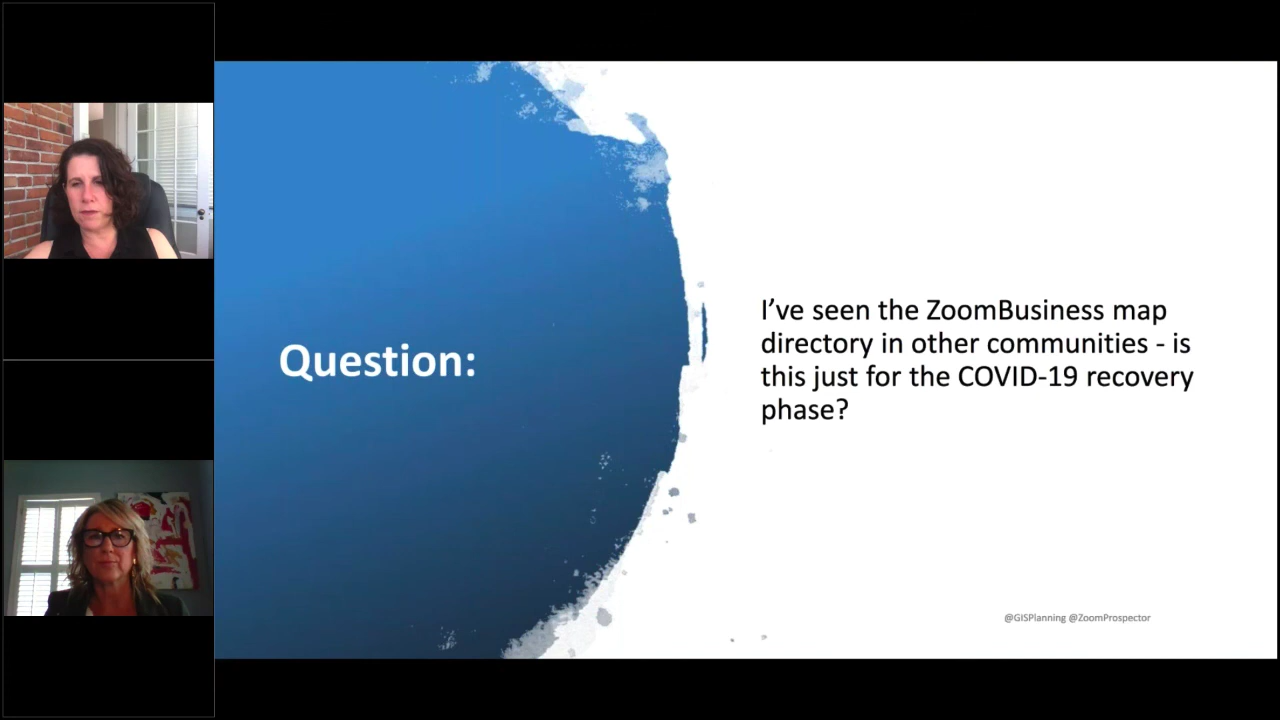 Question:
I’ve seen the ZoomBusiness map
directory in other communities - is
this just for the COVID-19 recovery
phase?
@GISPlanning @ZoomProspector